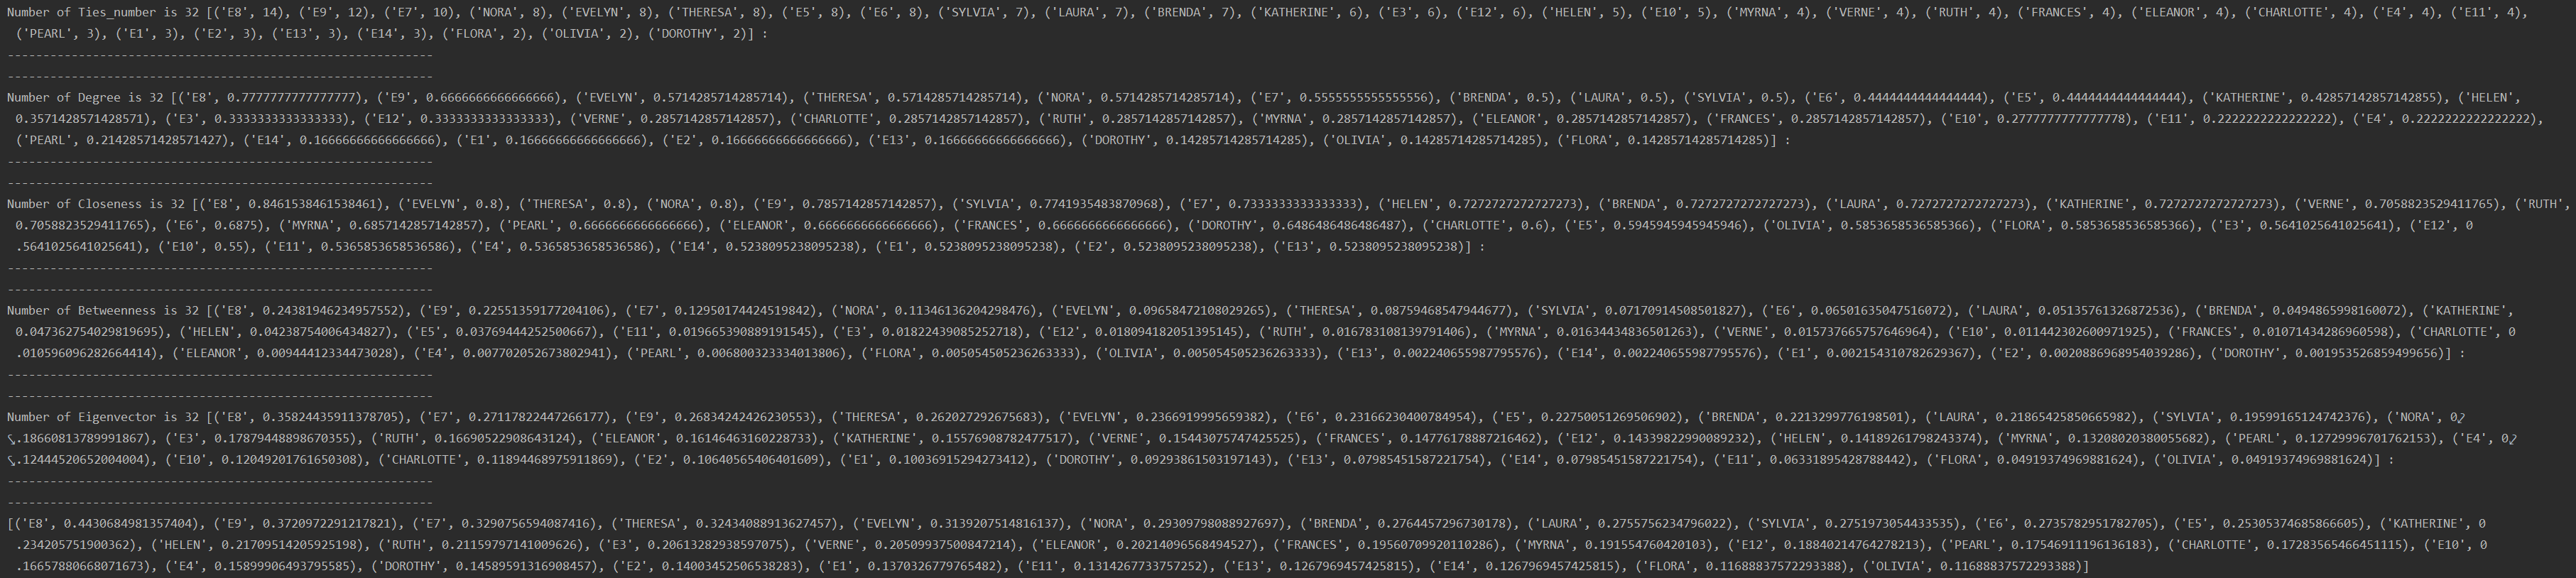 Number of Ties_number is 32 [('E8', 14), ('E9', 12), ('E7', 10), ('NORA', 8), ('EVELYN', 8), ('THERESA', 8), ('E5', 8), ('E6', 8), ('SYLVIA', 7), ('LAURA', 7), ('BRENDA', 7), ('KATHERINE', 6), ('E3', 6), ('E12', 6), ('HELEN', 5), ('E10', 5), ('MYRNA', 4), ('VERNE', 4), ('RUTH', 4), ('FRANCES', 4), ('ELEANOR', 4), ('CHARLOTTE', 4), ('E4', 4), ('E11', 4),
('PEARL', 3), ('E1', 3), ('E2', 3), ('E13', 3), ('E14', 3), ('FLORA', 2), ('OLIVIA', 2), ('DOROTHY', 2)] :
------------------------------------------------------------
------------------------------------------------------------
Number of Degree is 32 [('E8', 0.7777777777777777), ('E9', 0.6666666666666666), ('EVELYN', 0.5714285714285714), ('THERESA', 0.5714285714285714), ('NORA', 0.5714285714285714), ('E7', 0.5555555555555556), ('BRENDA', 0.5), ('LAURA', 0.5), ('SYLVIA', 0.5), ('E6', 0.4444444444444444), ('E5', 0.4444444444444444), ('KATHERINE', 0.42857142857142855), ('HELEN',
0.3571428571428571), ('E3', 0.3333333333333333), ('E12', 0.3333333333333333), ('VERNE', 0.2857142857142857), ('CHARLOTTE', 0.2857142857142857), ('RUTH', 0.2857142857142857), ('MYRNA', 0.2857142857142857), ('ELEANOR', 0.2857142857142857), ('FRANCES', 0.2857142857142857), ('E10', 0.2777777777777778), ('E11', 0.2222222222222222), ('E4', 0.2222222222222222),
('PEARL', 0.21428571428571427), ('E14', 0.16666666666666666), ('E1', 0.16666666666666666), ('E2', 0.16666666666666666), ('E13', 0.16666666666666666), ('DOROTHY', 0.14285714285714285), ('OLIVIA', 0.14285714285714285), ('FLORA', 0.14285714285714285)] :
------------------------------------------------------------
------------------------------------------------------------
Number of Closeness is 32 [('E8', 0.8461538461538461), ('EVELYN', 0.8), ('THERESA', 0.8), ('NORA', 0.8), ('E9', 0.7857142857142857), ('SYLVIA', 0.7741935483870968), ('E7', 0.7333333333333333), ('HELEN', 0.7272727272727273), ('BRENDA', 0.7272727272727273), ('LAURA', 0.7272727272727273), ('KATHERINE', 0.7272727272727273), ('VERNE', 0.7058823529411765), ('RUTH',
0.7058823529411765), ('E6', 0.6875), ('MYRNA', 0.6857142857142857), ('PEARL', 0.6666666666666666), ('ELEANOR', 0.6666666666666666), ('FRANCES', 0.6666666666666666), ('DOROTHY', 0.6486486486486487), ('CHARLOTTE', 0.6), ('E5', 0.5945945945945946), ('OLIVIA', 0.5853658536585366), ('FLORA', 0.5853658536585366), ('E3', 0.5641025641025641), ('E12', 0
.5641025641025641), ('E10', 0.55), ('E11', 0.5365853658536586), ('E4', 0.5365853658536586), ('E14', 0.5238095238095238), ('E1', 0.5238095238095238), ('E2', 0.5238095238095238), ('E13', 0.5238095238095238)] :
------------------------------------------------------------
------------------------------------------------------------
Number of Betweenness is 32 [('E8', 0.24381946234957552), ('E9', 0.22551359177204106), ('E7', 0.12950174424519842), ('NORA', 0.11346136204298476), ('EVELYN', 0.09658472108029265), ('THERESA', 0.08759468547944677), ('SYLVIA', 0.07170914508501827), ('E6', 0.06501635047516072), ('LAURA', 0.05135761326872536), ('BRENDA', 0.0494865998160072), ('KATHERINE',
0.047362754029819695), ('HELEN', 0.04238754006434827), ('E5', 0.03769444252500667), ('E11', 0.019665390889191545), ('E3', 0.01822439085252718), ('E12', 0.018094182051395145), ('RUTH', 0.016783108139791406), ('MYRNA', 0.01634434836501263), ('VERNE', 0.015737665757646964), ('E10', 0.011442302600971925), ('FRANCES', 0.01071434286960598), ('CHARLOTTE', 0
.010596096282664414), ('ELEANOR', 0.00944412334473028), ('E4', 0.007702052673802941), ('PEARL', 0.006800323334013806), ('FLORA', 0.005054505236263333), ('OLIVIA', 0.005054505236263333), ('E13', 0.002240655987795576), ('E14', 0.002240655987795576), ('E1', 0.002154310782629367), ('E2', 0.0020886968954039286), ('DOROTHY', 0.001953526859499656)] :
------------------------------------------------------------
------------------------------------------------------------
Number of Eigenvector is 32 [('E8', 0.35824435911378705), ('E7', 0.27117822447266177), ('E9', 0.26834242426230553), ('THERESA', 0.262027292675683), ('EVELYN', 0.2366919995659382), ('E6', 0.23166230400784954), ('E5', 0.22750051269506902), ('BRENDA', 0.2213299776198501), ('LAURA', 0.21865425850665982), ('SYLVIA', 0.19599165124742376), ('NORA', 0
.18660813789991867), ('E3', 0.17879448898670355), ('RUTH', 0.16690522908643124), ('ELEANOR', 0.16146463160228733), ('KATHERINE', 0.15576908782477517), ('VERNE', 0.15443075747425525), ('FRANCES', 0.14776178887216462), ('E12', 0.14339822990089232), ('HELEN', 0.14189261798243374), ('MYRNA', 0.13208020380055682), ('PEARL', 0.12729996701762153), ('E4', 0
.12444520652004004), ('E10', 0.12049201761650308), ('CHARLOTTE', 0.11894468975911869), ('E2', 0.10640565406401609), ('E1', 0.10036915294273412), ('DOROTHY', 0.09293861503197143), ('E13', 0.07985451587221754), ('E14', 0.07985451587221754), ('E11', 0.06331895428788442), ('FLORA', 0.04919374969881624), ('OLIVIA', 0.04919374969881624)] :
------------------------------------------------------------
------------------------------------------------------------
[('E8', 0.4430684981357404), ('E9', 0.3720972291217821), ('E7', 0.3290756594087416), ('THERESA', 0.32434088913627457), ('EVELYN', 0.3139207514816137), ('NORA', 0.29309798088927697), ('BRENDA', 0.2764457296730178), ('LAURA', 0.2755756234796022), ('SYLVIA', 0.2751973054433535), ('E6', 0.2735782951782705), ('E5', 0.25305374685866605), ('KATHERINE', 0
.234205751900362), ('HELEN', 0.21709514205925198), ('RUTH', 0.21159797141009626), ('E3', 0.20613282938597075), ('VERNE', 0.20509937500847214), ('ELEANOR', 0.20214096568494527), ('FRANCES', 0.19560709920110286), ('MYRNA', 0.191554760420103), ('E12', 0.18840214764278213), ('PEARL', 0.17546911196136183), ('CHARLOTTE', 0.17283565466451115), ('E10', 0
.16657880668071673), ('E4', 0.15899906493795585), ('DOROTHY', 0.14589591316908457), ('E2', 0.14003452506538283), ('E1', 0.1370326779765482), ('E11', 0.1314267733757252), ('E13', 0.1267969457425815), ('E14', 0.1267969457425815), ('FLORA', 0.11688837572293388), ('OLIVIA', 0.11688837572293388)]